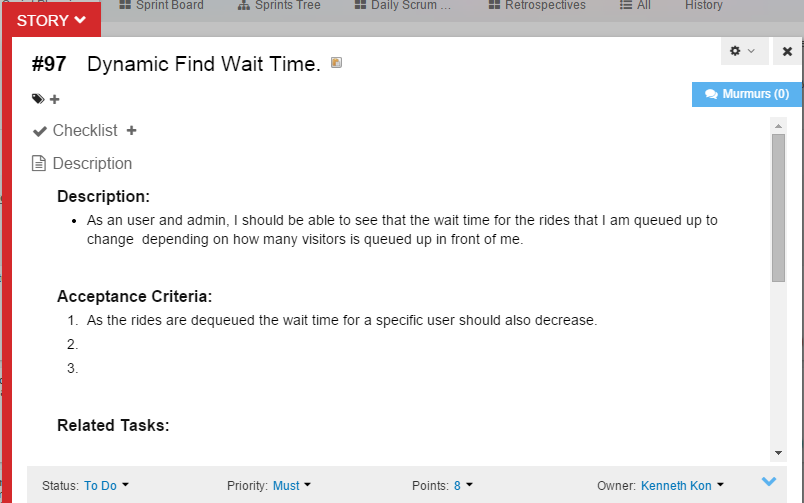 Sprint Board Sprints Tree Daily Scrum ... Retrospectives All History
STORY
#97 Dynamic Find Wait Time.
Murmurs (0)
Checklist
Description
Description:
As an user and admin, I should be able to see that the wait time for the rides that I am queued up to
change depending on how many visitors is queued up in front of me.
Acceptance Criteria:
1. As the rides are dequeued the wait time for a specific user should also decrease.
2.
3.
Related Tasks:
Status: To Do Priority: Must Points: 8 Owner: Kenneth Kon